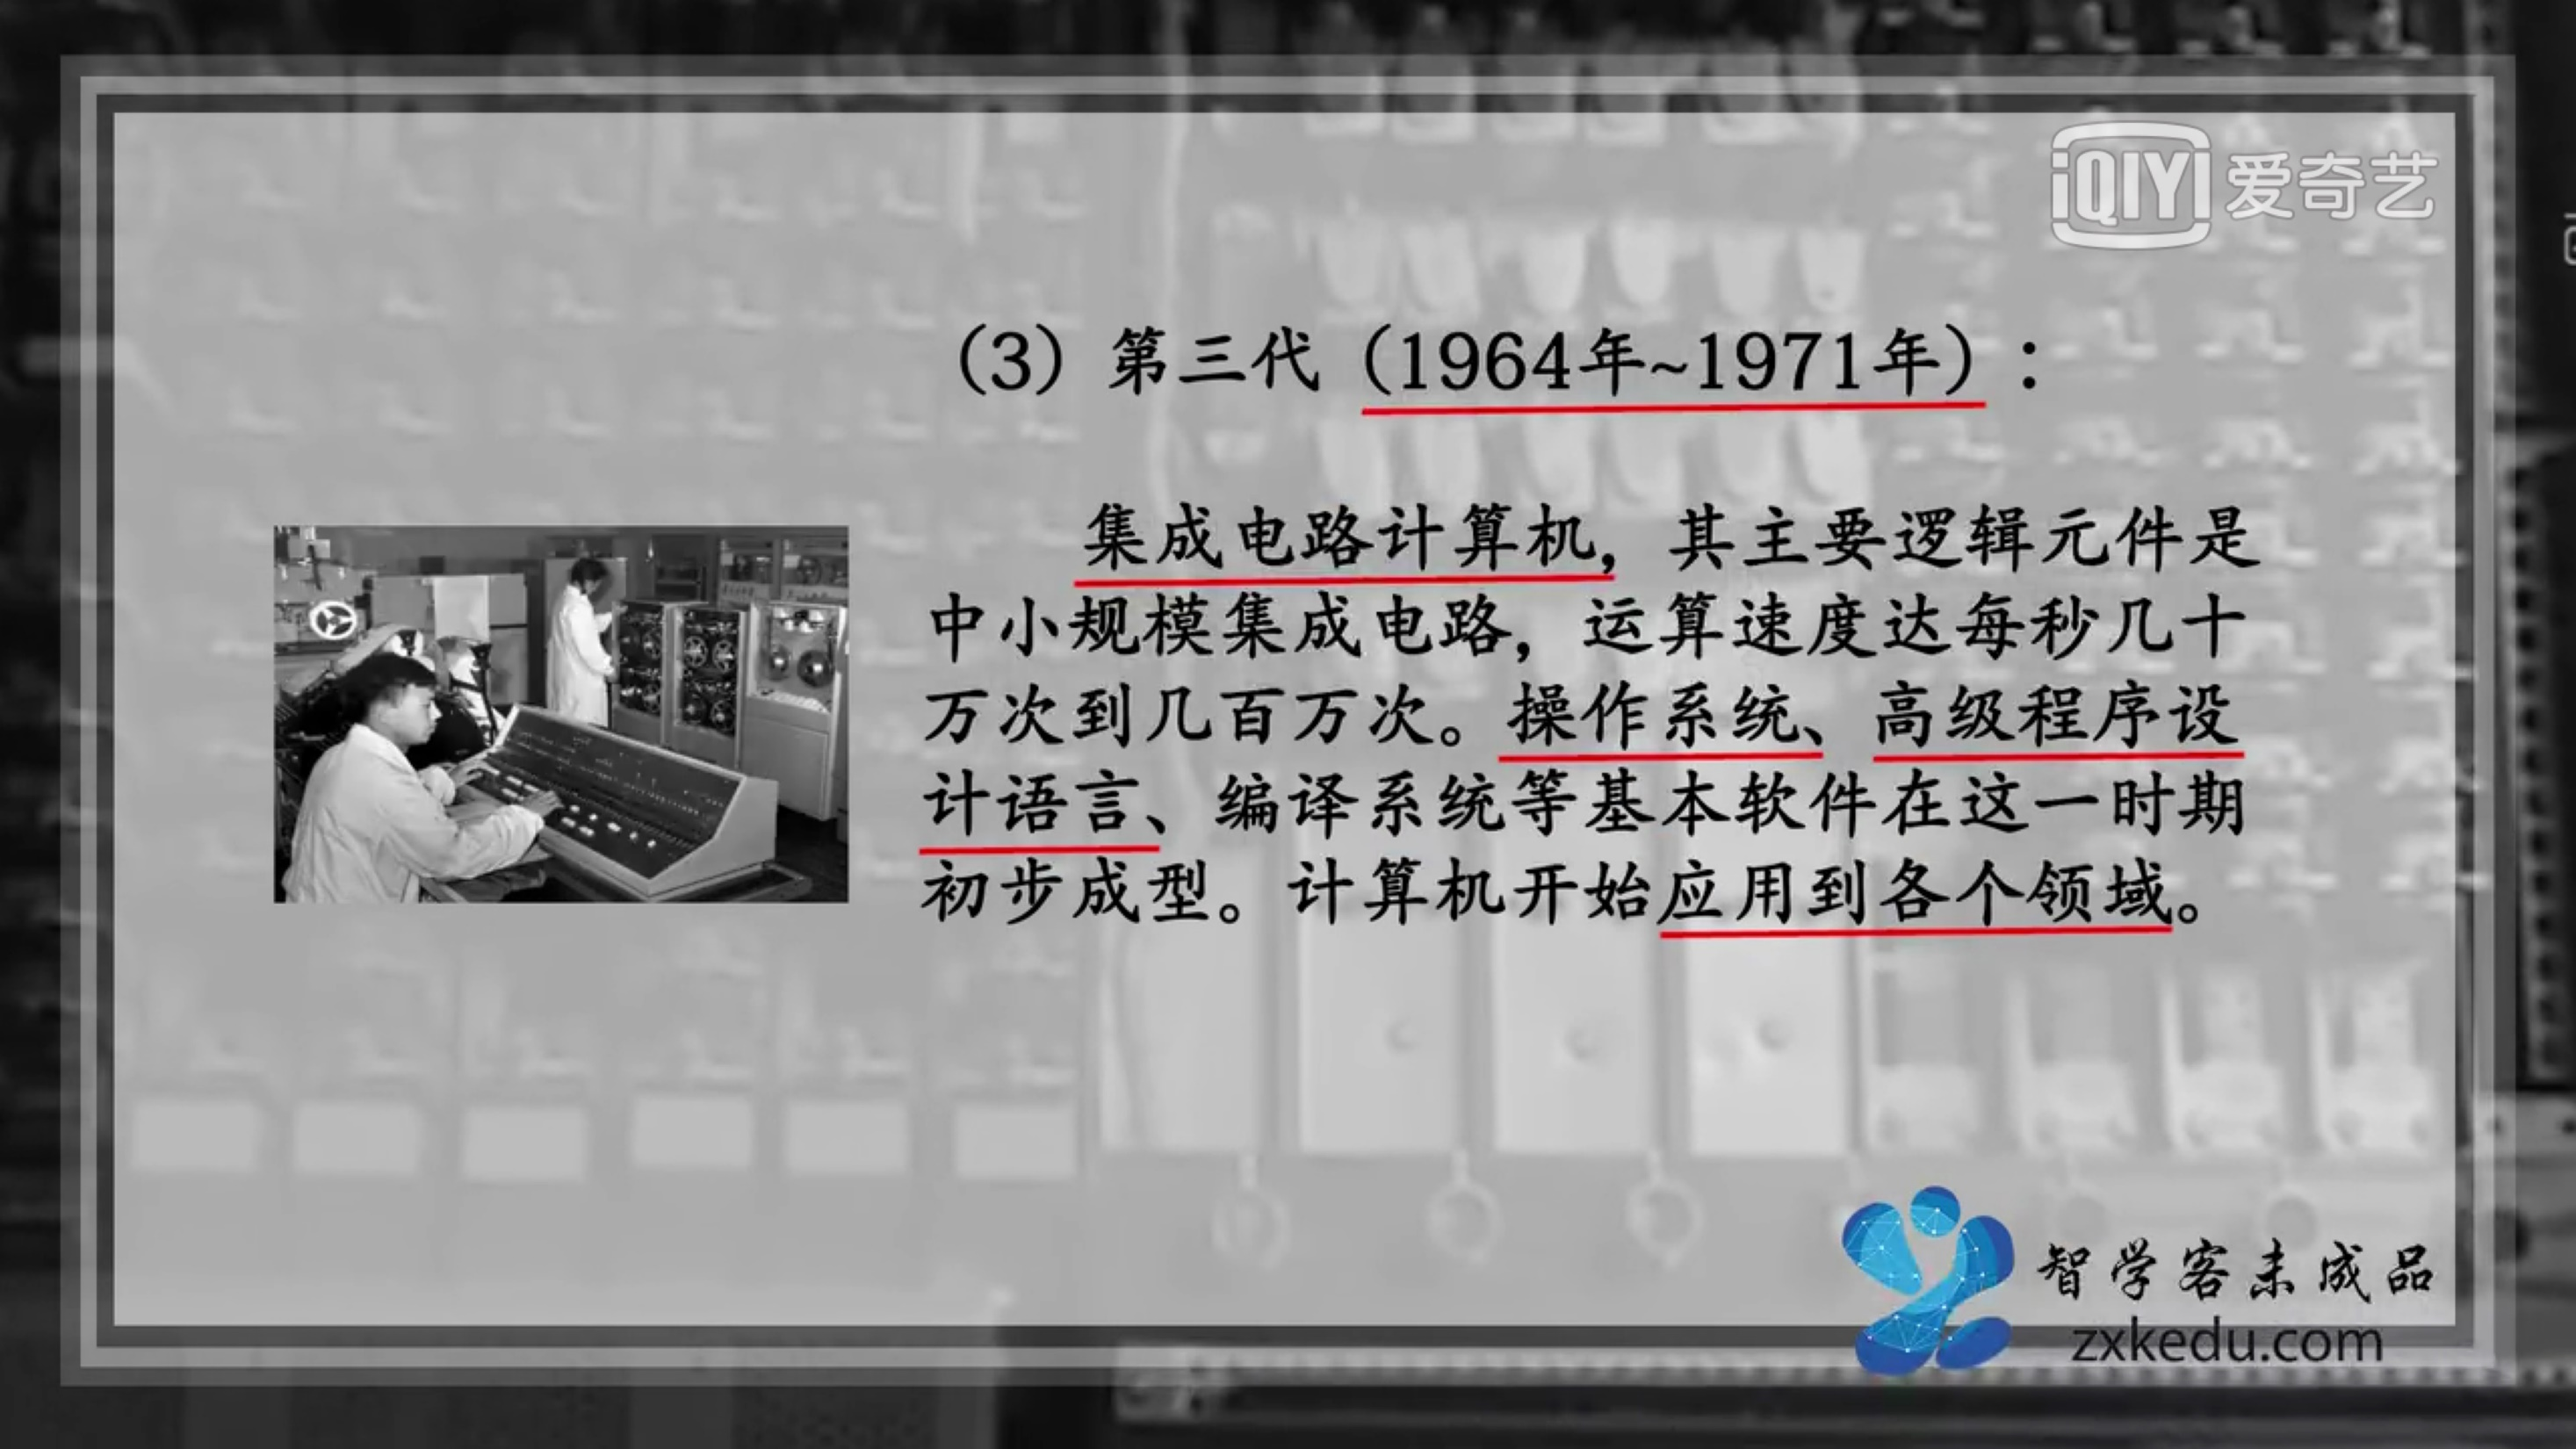 iQIYI 爱奇艺
（3）第三代（1964年~1971年）：
集成电路计算机，其主要逻辑元件是
中小规模集成电路，运算速度达每秒几十
万次到几百万次。操作系统、高级程序设
计语言、编译系统等基本软件在这一时期
初步成型。计算机开始应用到各个领域。
智学客未成品
zxkedu.com